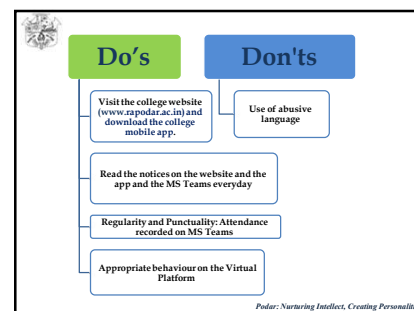 Do's
Visit the college website
(www.rapodar.ac.in) and
download the college
mobile app.
Read the notices on the website and the
app and the MS Teams everyday
Regularity and Punctuality: Attendance
recorded on MS Teams
Appropriate behaviour on the Virtual
Platform
Don'ts
Use of abusive
language
Podar: Nurturing Intellect, Creating Personalit